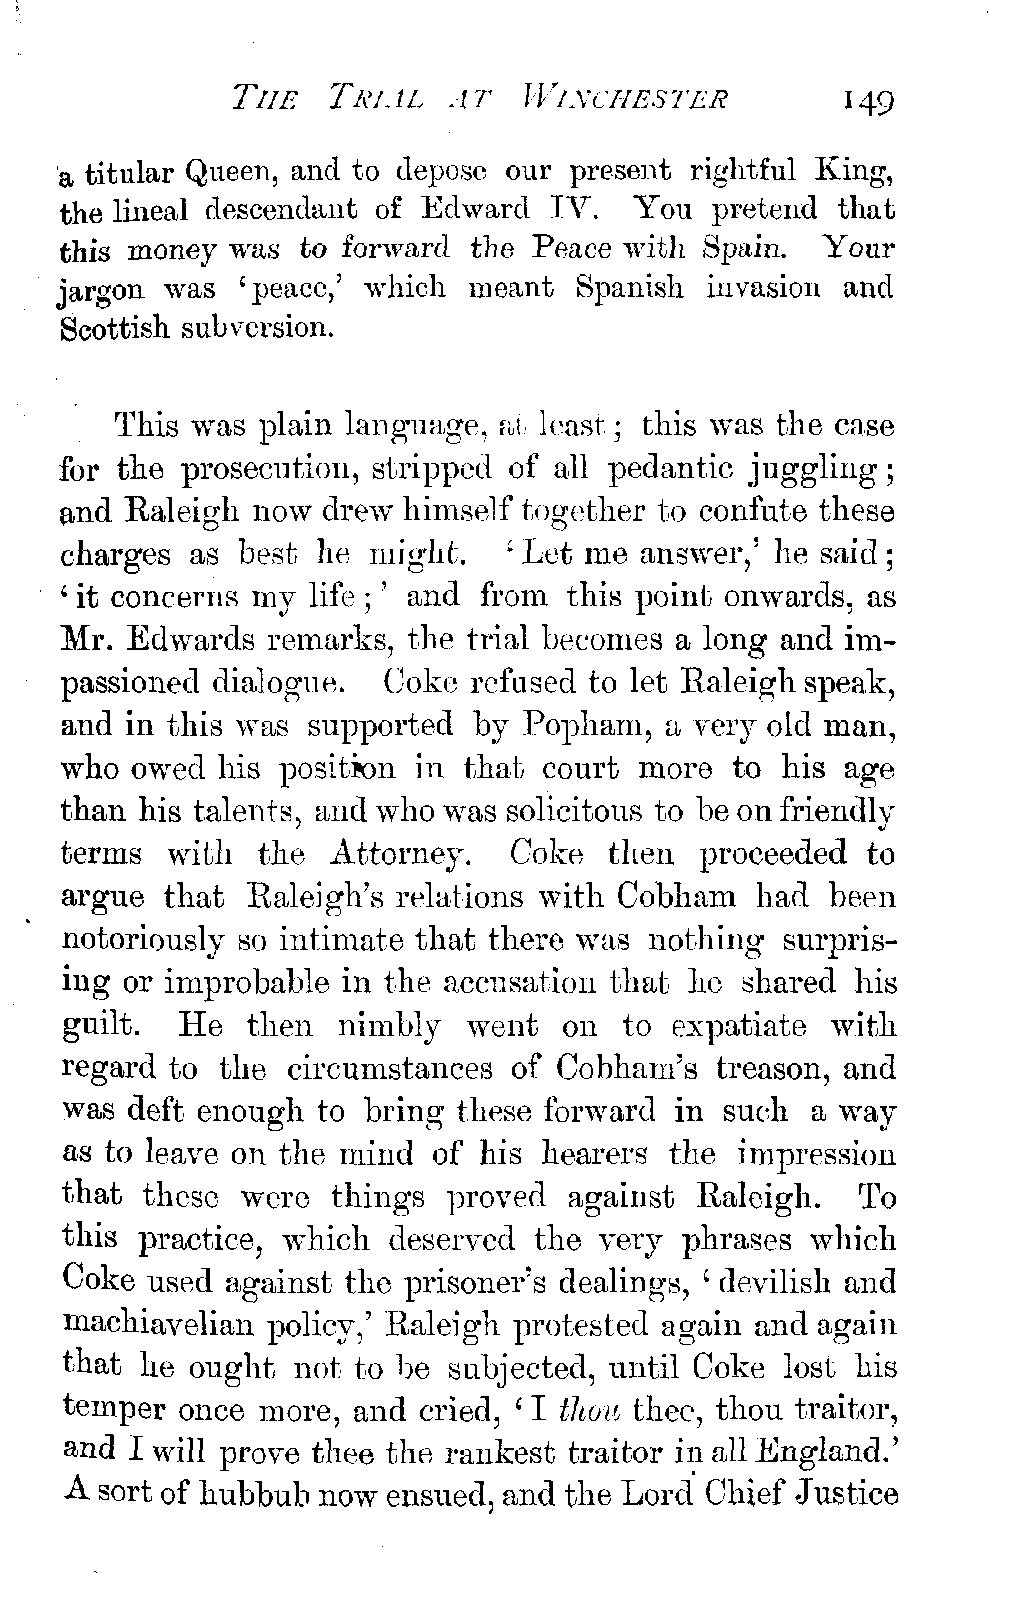 THE TRIAL AT WINCHESTER 149
a titular Queen, and to depose our present rightful King,
the lineal descendant of Edward IV. You pretend that
this money was to forward the Peace with Spain. Your
jargon was ‘peace,’ which meant Spanish invasion and
Scottish subversion.
This was plain language, at least; this was the case
for the prosecution, stripped of all pedantic juggling;
and Raleigh now drew himself together to confute these
charges as best he might. ‘Let me answer,’ he said;
‘it concerns my life;’ and from this point onwards, as
Mr. Edwards remarks, the trial becomes a long and im-
passioned dialogue. Coke refused to let Raleigh speak,
and in this was supported by Popham, a very old man,
who owed his position in that court more to his age
than his talents, and who was solicitous to be on friendly
terms with the Attorney. Coke then proceeded to
argue that Raleigh's relations with Cobham had been
notoriously so intimate that there was nothing surpris-
ing or improbable in the accusation that he shared his
guilt. He then nimbly went on to expatiate with
regard to the circumstances of Cobham's treason, and
was deft enough to bring these forward in such a way
as to leave on the mind of his hearers the impression
that these were things proved against Raleigh. To
this practice, which deserved the very phrases which
Coke used against the prisoner's dealings, ‘devilish and
machiavelian policy,’ Raleigh protested again and again
that he ought not to be subjected, until Coke lost his
temper once more, and cried, ‘I thou thee, thou traitor,
and I will prove thee the rankest traitor in all England.’
A sort of hubbub now ensued, and the Lord Chief Justice